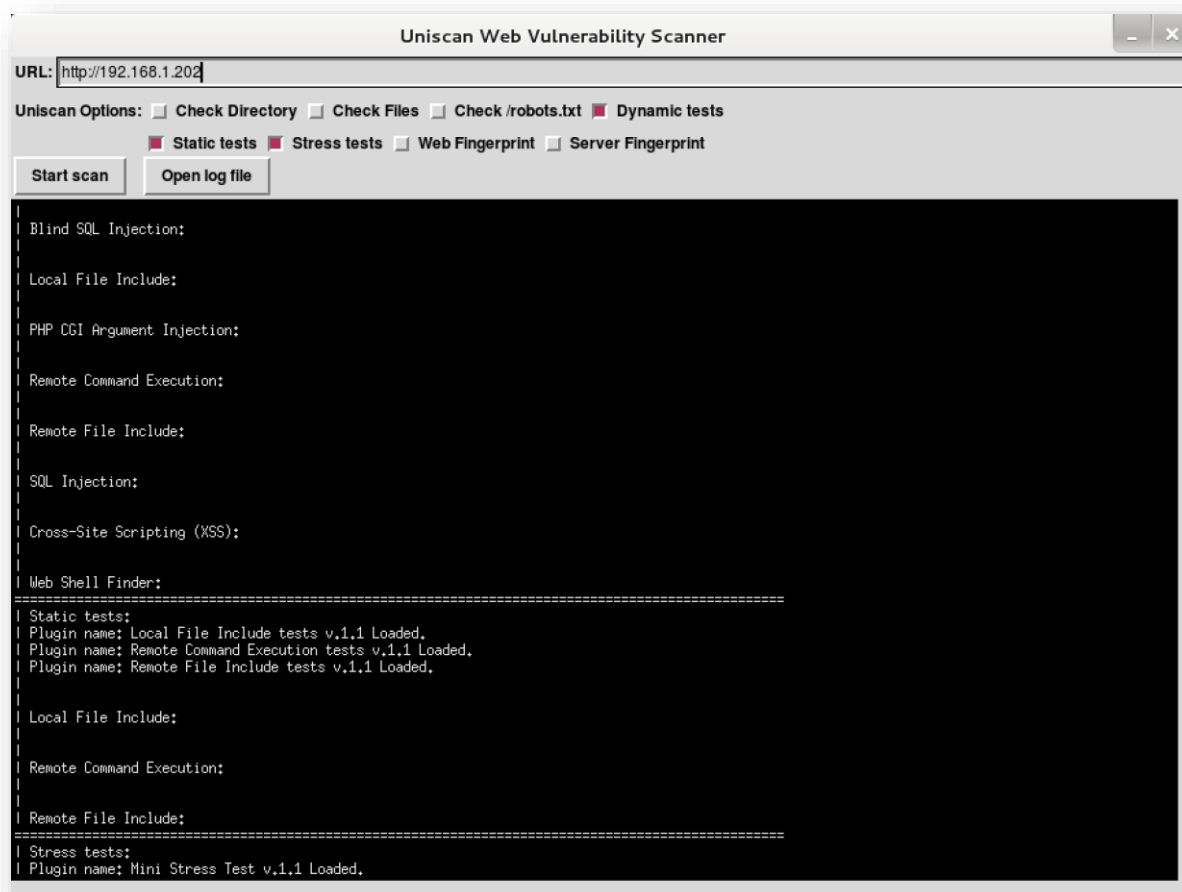 Uniscan Web Vulnerability Scanner
URL: http://192.168.1.202
Uniscan Options: Check Directory Check Files Check /robots.txt Dynamic tests
Static tests Stress tests Web Fingerprint Server Fingerprint
Start scan Open log file
|
| Blind SQL Injection:
|
|
| Local File Include:
|
|
| PHP CGI Argument Injection:
|
|
| Remote Command Execution:
|
|
| Remote File Include:
|
|
| SQL Injection:
|
|
| Cross-Site Scripting (XSS):
|
|
| Web Shell Finder:
===================================================================================================
| Static tests:
| Plugin name: Local File Include tests v.1.1 Loaded.
| Plugin name: Remote Command Execution tests v.1.1 Loaded.
| Plugin name: Remote File Include tests v.1.1 Loaded.
|
|
| Local File Include:
|
|
| Remote Command Execution:
|
|
| Remote File Include:
===================================================================================================
| Stress tests:
| Plugin name: Mini Stress Test v.1.1 Loaded.